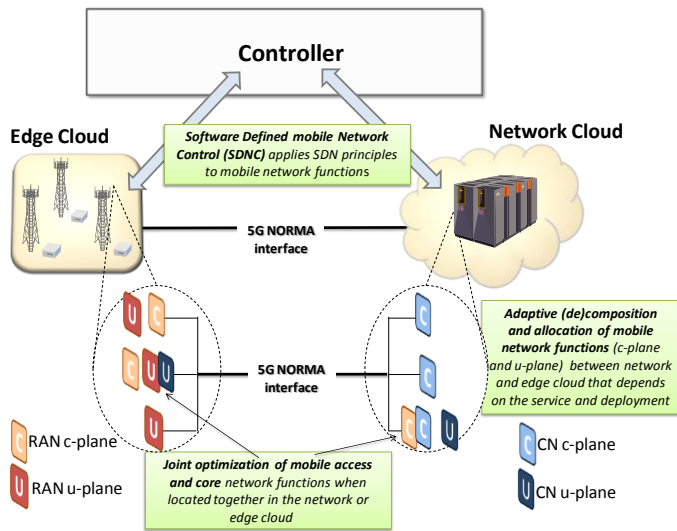 Controller
Edge Cloud
Network Cloud
Software Defined mobile Network
Control (SDNC) applies SDN principles
to mobile network functions
5G NORMA
interface
U C
C
Adaptive (de)composition
and allocation of mobile
network functions (c-plane
and u-plane) between network
and edge cloud that depends
on the service and deployment
C U U
5G NORMA
interface
C
U
C C U
C RAN c-plane
U RAN u-plane
Joint optimization of mobile access
and core network functions when
located together in the network or
edge cloud
C CN c-plane
U CN u-plane